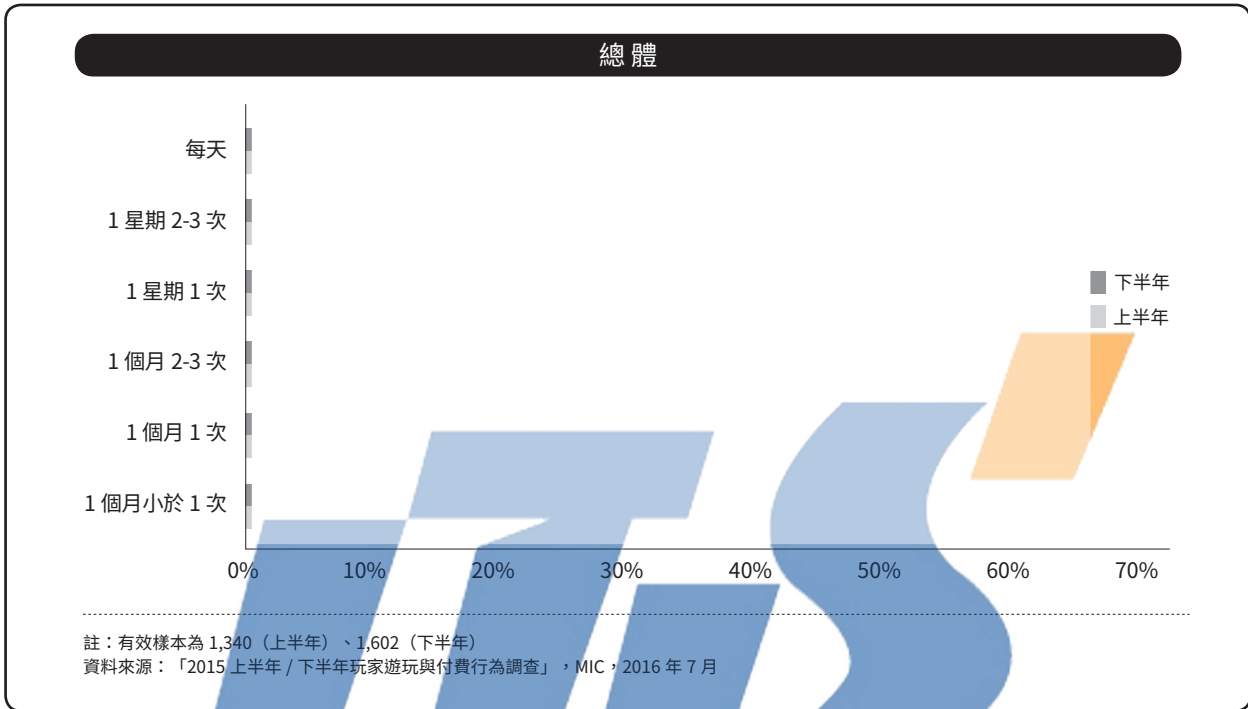 總體
每天
1 星期 2-3 次
1 星期 1 次
1 個月 2-3 次
1 個月 1 次
1 個月小於 1 次
下半年
上半年
0% 10% 20% 30% 40% 50% 60% 70%
註：有效樣本為 1,340（上半年）、1,602（下半年）
資料來源：「2015 上半年 / 下半年玩家遊玩與付費行為調查」，MIC，2016 年 7 月
ITIS